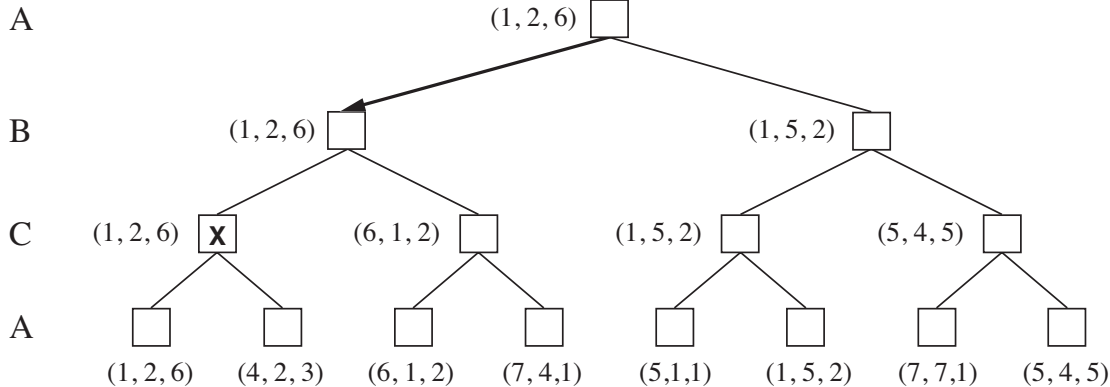 A (1, 2, 6)
B (1, 2, 6) (1, 5, 2)
C (1, 2, 6) X (6, 1, 2) (1, 5, 2) (5, 4, 5)
A
(1, 2, 6) (4, 2, 3) (6, 1, 2) (7, 4,1) (5,1,1) (1, 5, 2) (7, 7,1) (5, 4, 5)